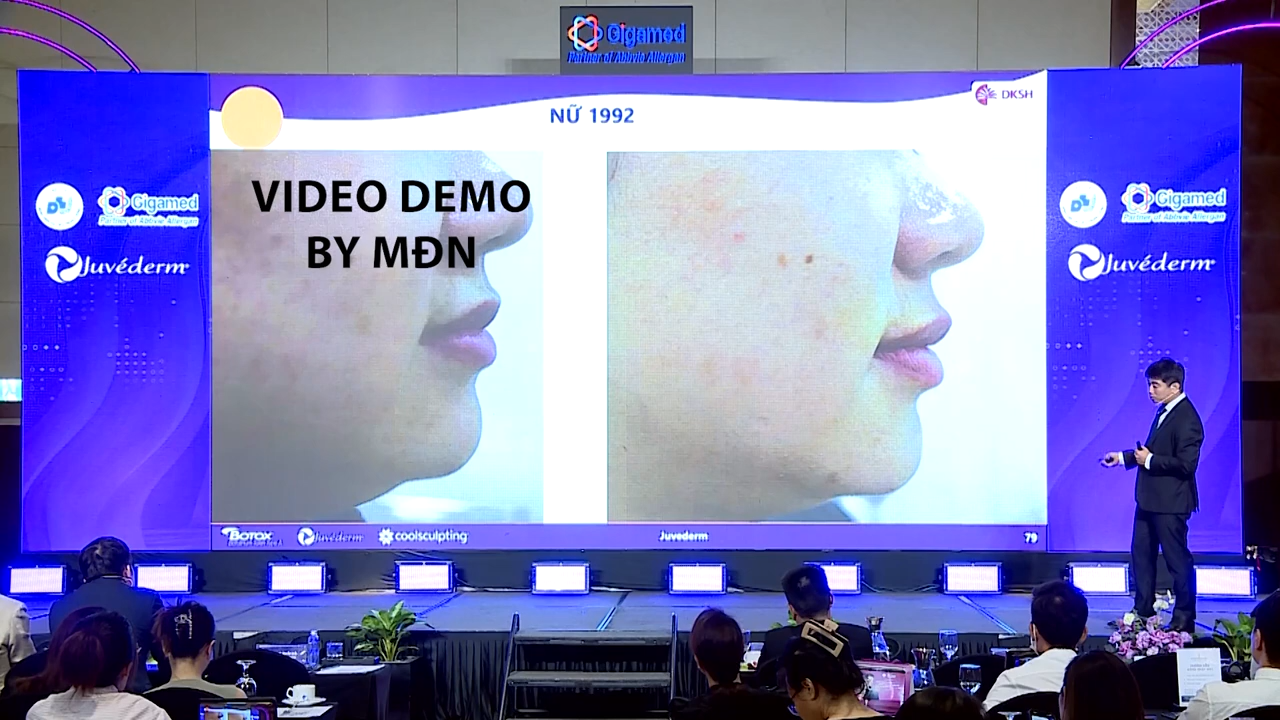 Gigamed
Partner of Abbvie Allergan
DKSH
NỮ 1992
VIDEO DEMO
BY MĐN
Gigamed
Partner of Abbvie Allergan
Juvéderm
Gigamed
Partner of Abbvie Allergan
Juvéderm
BOTOX
Juvéderm
coolsculpting
Juvederm
79